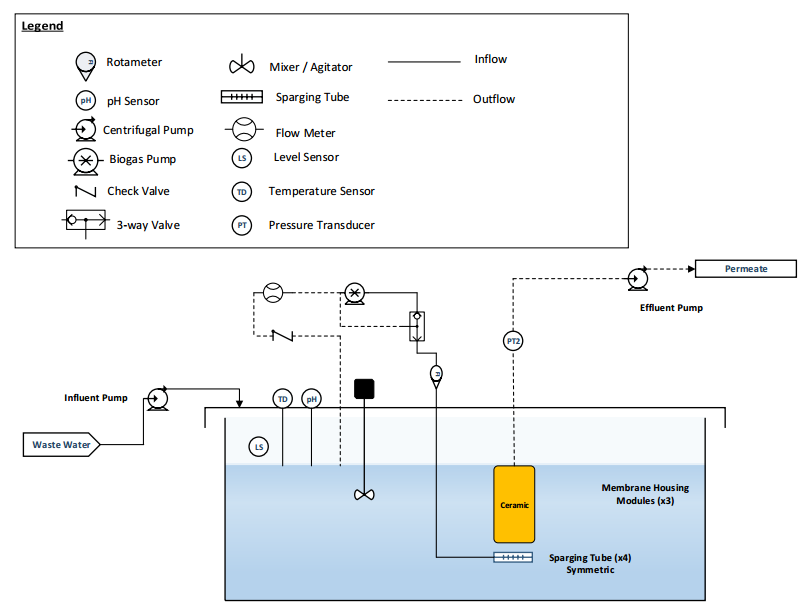 Legend
Rotameter
R
pH Sensor
pH
Centrifugal Pump
Biogas Pump
Check Valve
3-way Valve
Mixer / Agitator
Sparging Tube
Flow Meter
Level Sensor
LS
Temperature Sensor
TD
Pressure Transducer
PT
Inflow
Outflow
Permeate
Effluent Pump
PT2
R
Influent Pump
TD
pH
Waste Water
LS
Membrane Housing
Modules (x3)
Ceramic
Sparging Tube (x4)
Symmetric